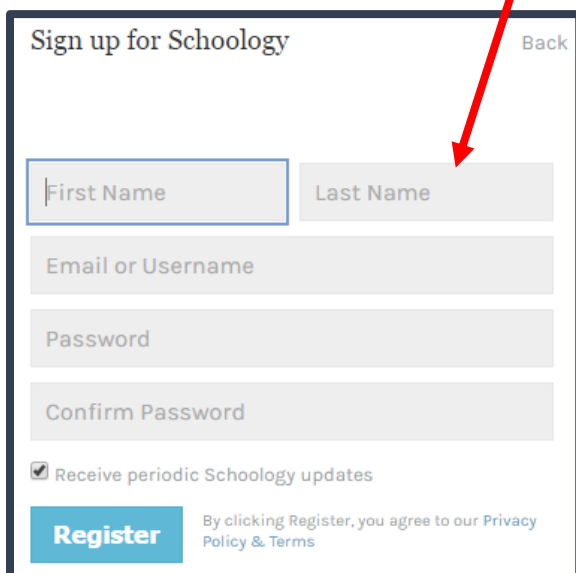 Sign up for Schoology
Back
First Name
Last Name
Email or Username
Password
Confirm Password
Receive periodic Schoology updates
Register
By clicking Register, you agree to our Privacy
Policy & Terms